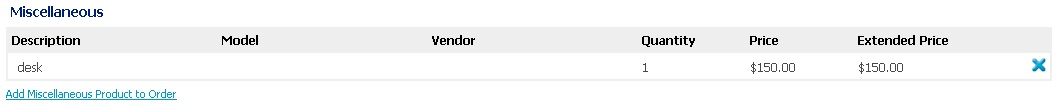 Miscellaneous
Description Model Vendor Quantity Price Extended Price
desk 1 $150.00 $150.00
Add Miscellaneous Product to Order